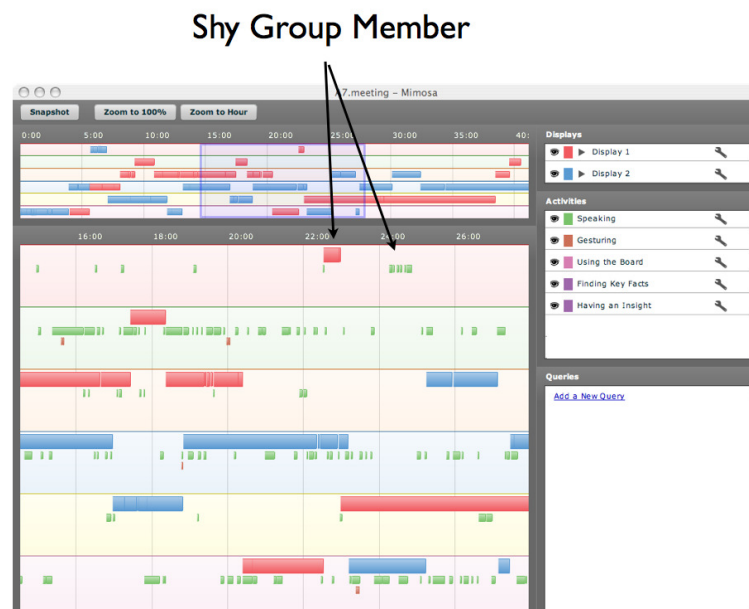 Shy Group Member
A7.meeting – Mimosa
Snapshot Zoom to 100% Zoom to Hour
0:00 5:00 10:00 15:00 20:00 25:00 30:00 35:00 40:
Displays
Display 1
Display 2
Activities
Speaking
Gesturing
Using the Board
Finding Key Facts
Having an Insight
16:00 18:00 20:00 22:00 24:00 26:00
Queries
Add a New Query